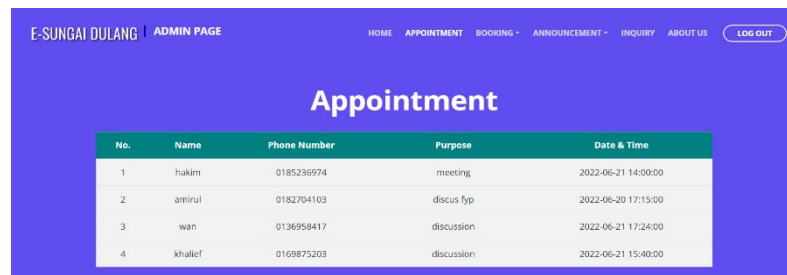 E-SUNGAI DULANG ADMIN PAGE HOME APPOINTMENT BOOKING ANNOUNCEMENT INQUIRY ABOUT US LOG OUT
Appointment
No. Name Phone Number Purpose Date & Time
1 hakim 0185236974 meeting 2022-06-21 14:00:00
2 amirul 0182704103 discus fyp 2022-06-20 17:15:00
3 wan 0136958417 discussion 2022-06-21 17:24:00
4 khalief 0169875203 discussion 2022-06-21 15:40:00